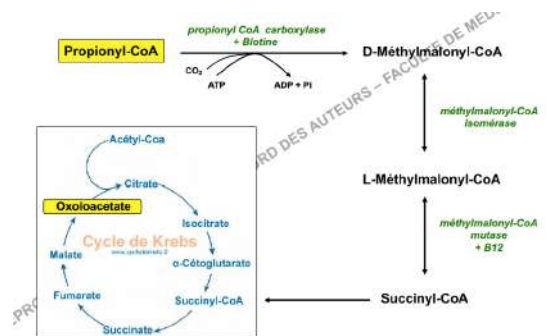 propionyl CoA carboxylase
+ Biotine
Propionyl-CoA
D-Méthylmalonyl-CoA
CO₂
ATP
ADP + Pi
méthylmalonyl-CoA
isomérase
L-Méthylmalonyl-CoA
méthylmalonyl-CoA
mutase
+ B12
Succinyl-CoA
Acétyl-Coa
Citrate
Oxoloacetate
Isocitrate
Cycle de Krebs
Malate
α-Cétoglutarate
Fumarate
Succinyl-CoA
Succinate
ORD DES AUTEURS – FACULTE DE MED